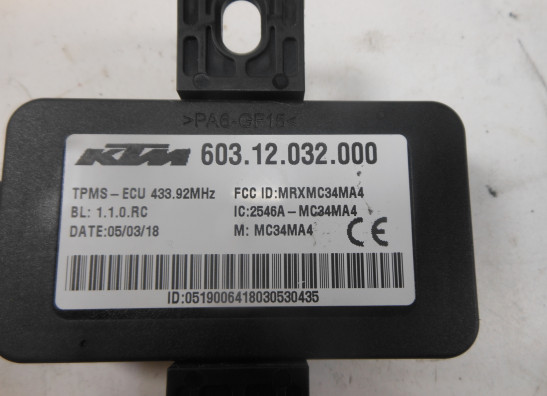 >PA6-GF15<
KTM 603.12.032.000
TPMS-ECU 433.92MHz FCC ID:MRXMC34MA4
BL: 1.1.0.RC IC:2546A-MC34MA4
DATE:05/03/18 M: MC34MA4 CE
ID:0519006418030530435